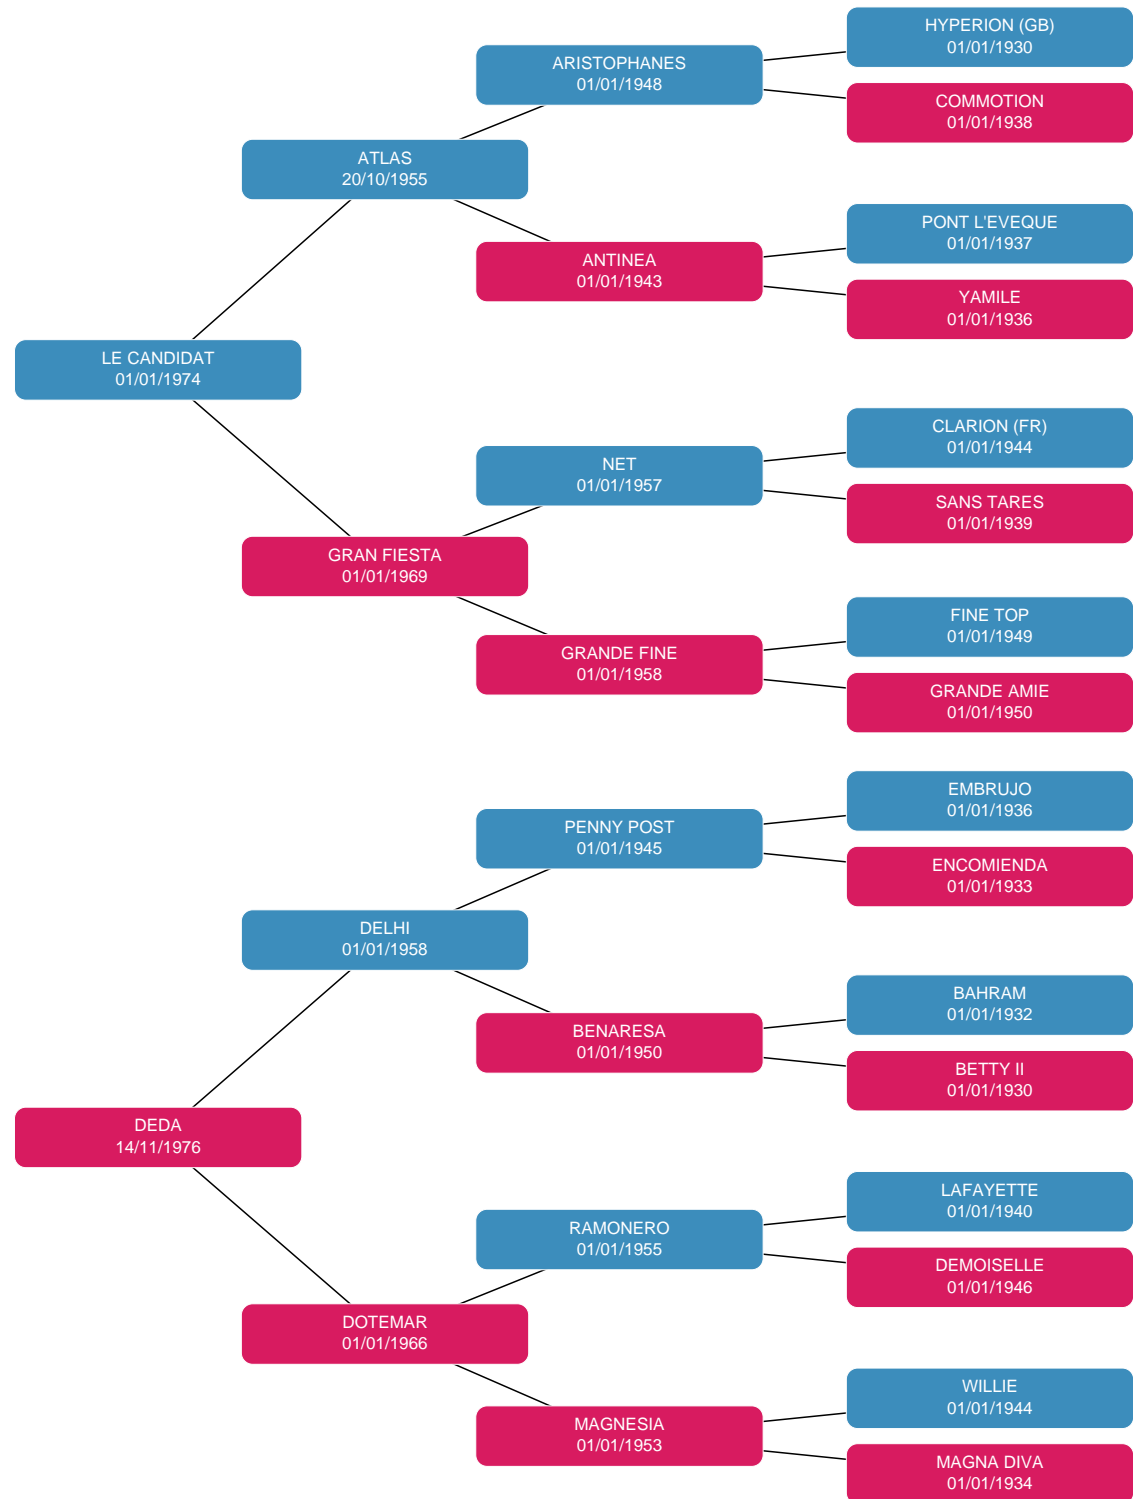 HYPERION (GB)
01/01/1930
ARISTOPHANES
01/01/1948
COMMOTION
01/01/1938
ATLAS
20/10/1955
PONT L'EVEQUE
01/01/1937
ANTINEA
01/01/1943
YAMILE
01/01/1936
LE CANDIDAT
01/01/1974
CLARION (FR)
01/01/1944
NET
01/01/1957
SANS TARES
01/01/1939
GRAN FIESTA
01/01/1969
FINE TOP
01/01/1949
GRANDE FINE
01/01/1958
GRANDE AMIE
01/01/1950
EMBRUJO
01/01/1936
PENNY POST
01/01/1945
ENCOMIENDA
01/01/1933
DELHI
01/01/1958
BAHRAM
01/01/1932
BENARESA
01/01/1950
BETTY II
01/01/1930
DEDA
14/11/1976
LAFAYETTE
01/01/1940
RAMONERO
01/01/1955
DEMOISELLE
01/01/1946
DOTEMAR
01/01/1966
WILLIE
01/01/1944
MAGNESIA
01/01/1953
MAGNA DIVA
01/01/1934